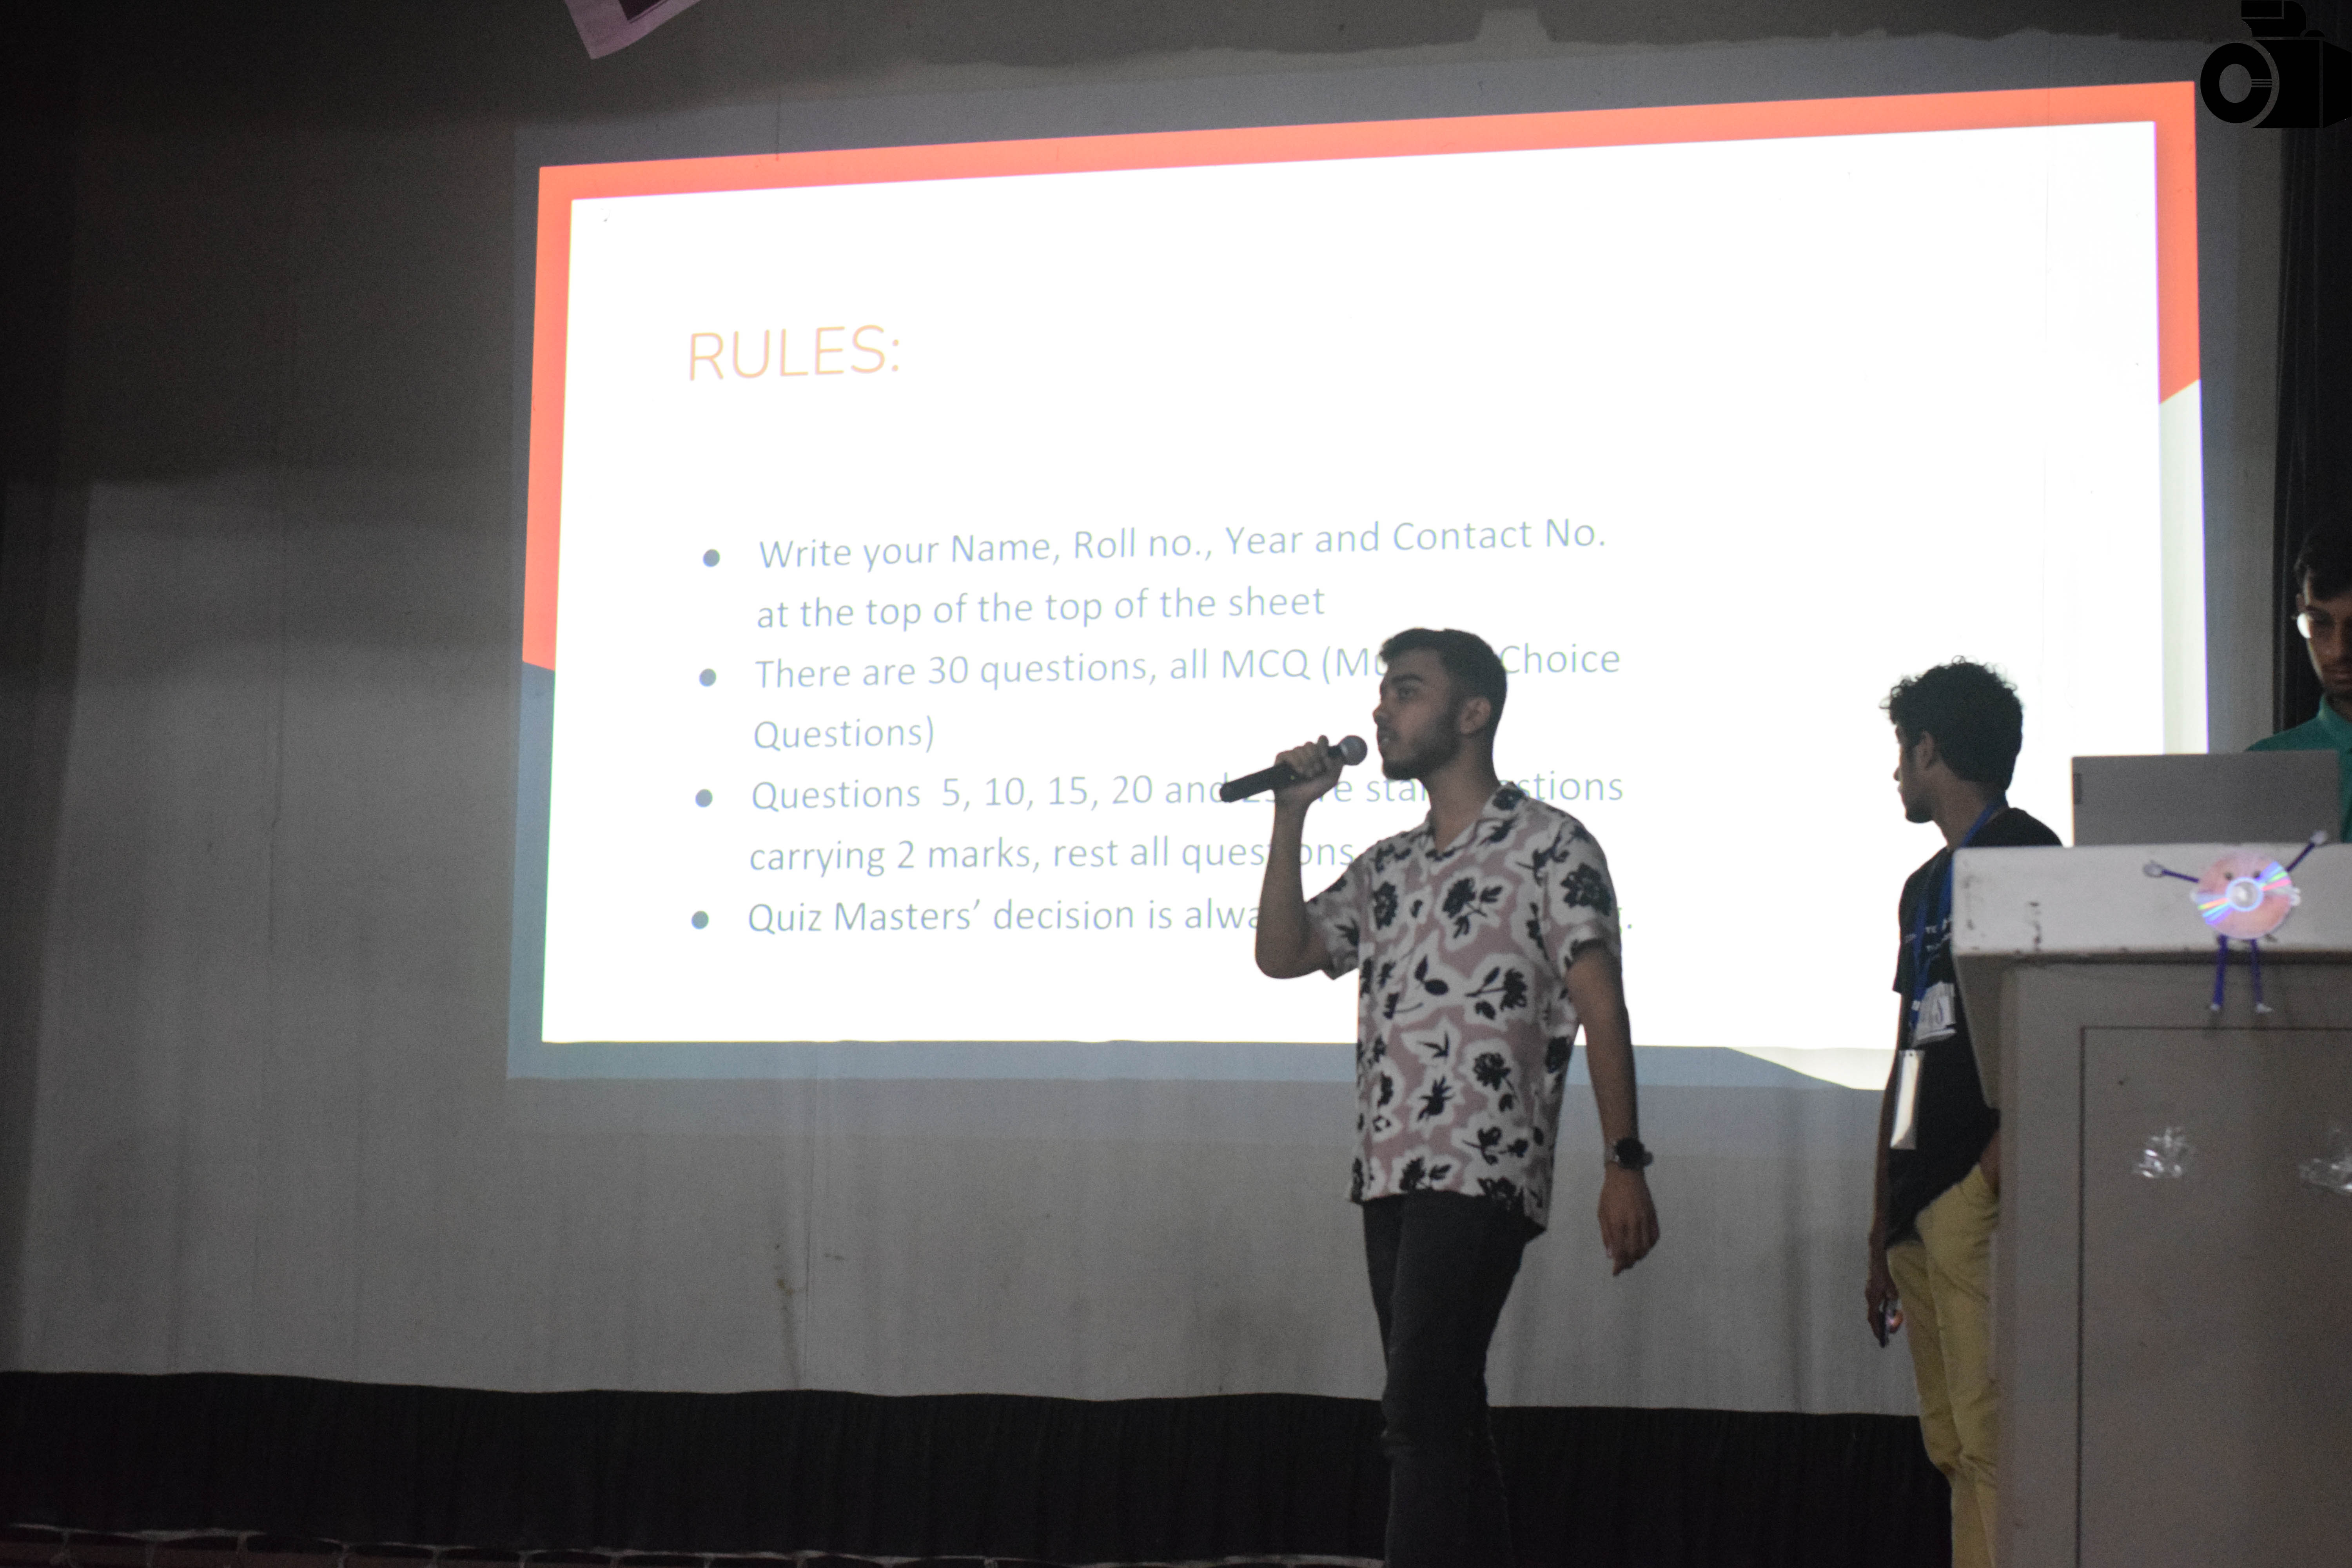 RULES:
● Write your Name, Roll no., Year and Contact No.
at the top of the top of the sheet
● There are 30 questions, all MCQ (Mu Choice
Questions)
● Questions 5, 10, 15, 20 and
carrying 2 marks, rest all
● Quiz Masters' decision is